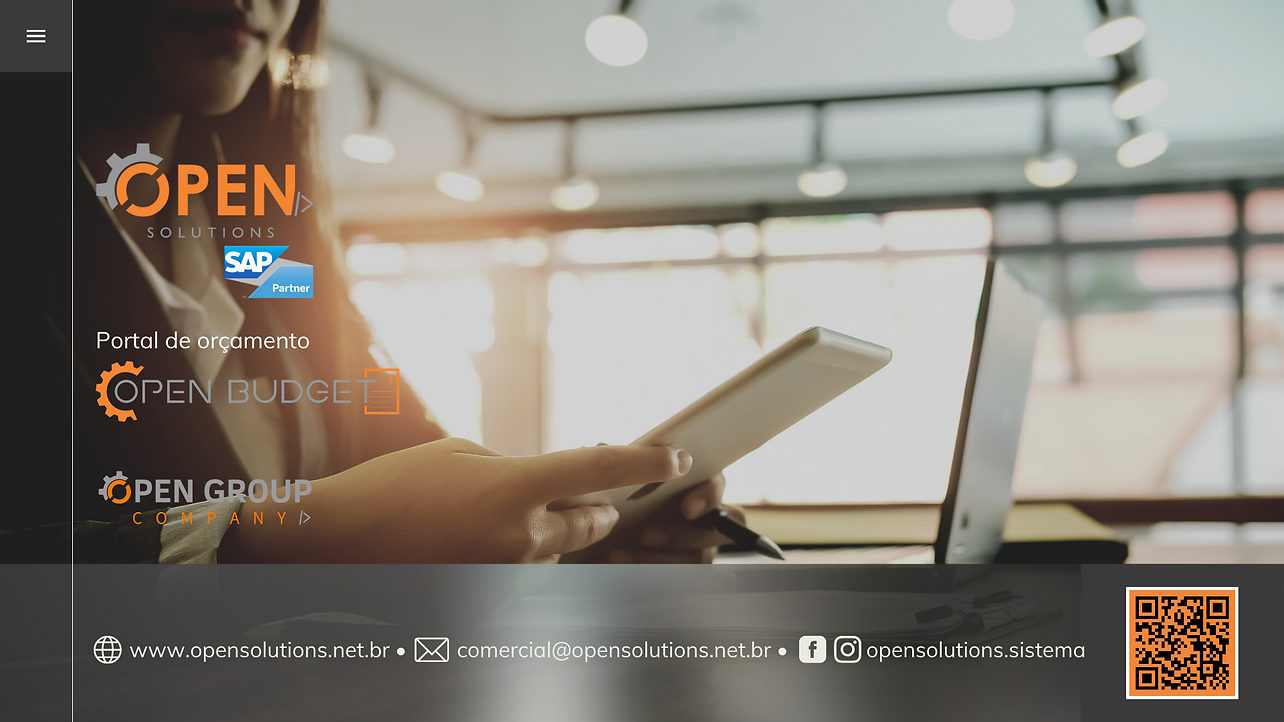 OPEN
SOLUTIONS
SAP
Partner
Portal de orçamento
OPEN BUDGET
OPEN GROUP
COMPANY
www.opensolutions.net.br • comercial@opensolutions.net.br • opensolutions.sistema